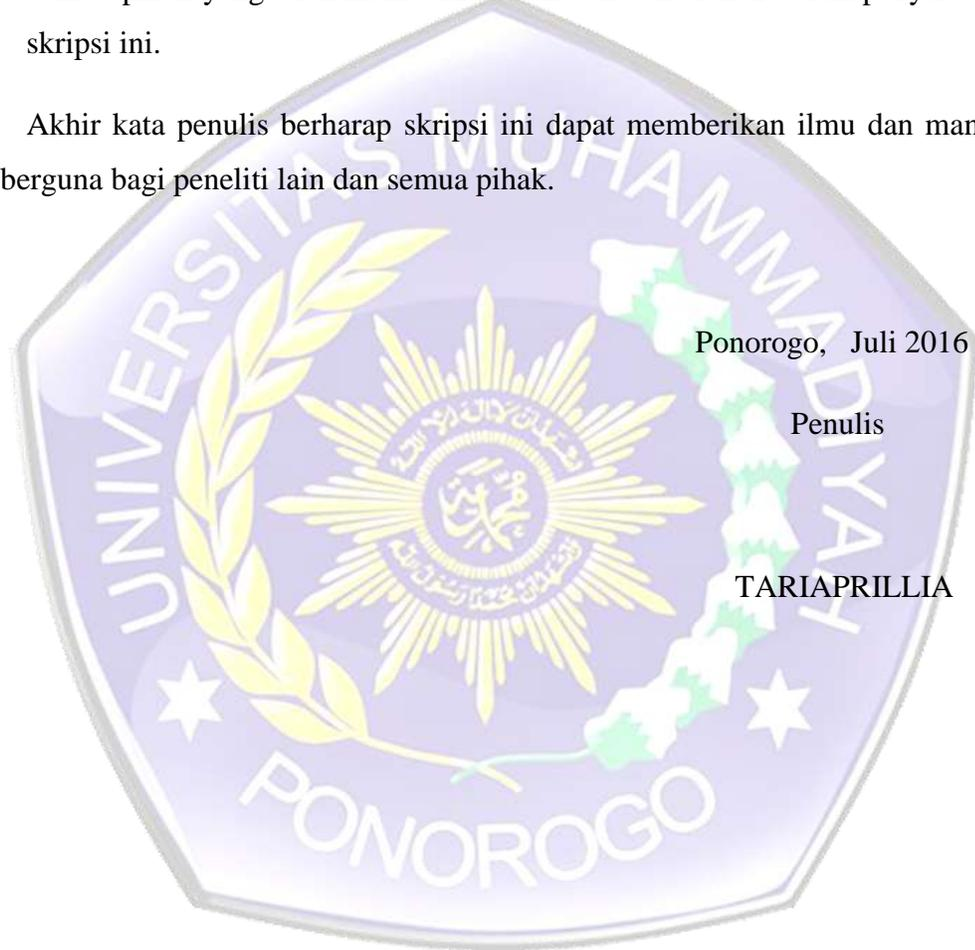 skripsi ini.
Akhir kata penulis berharap skripsi ini dapat memberikan ilmu dan man
berguna bagi peneliti lain dan semua pihak.
UNIVERSITAS MUHAMMADIYAH
Ponorogo, Juli 2016
Penulis
TARIAPRILLIA
محمدية
PONOROGO